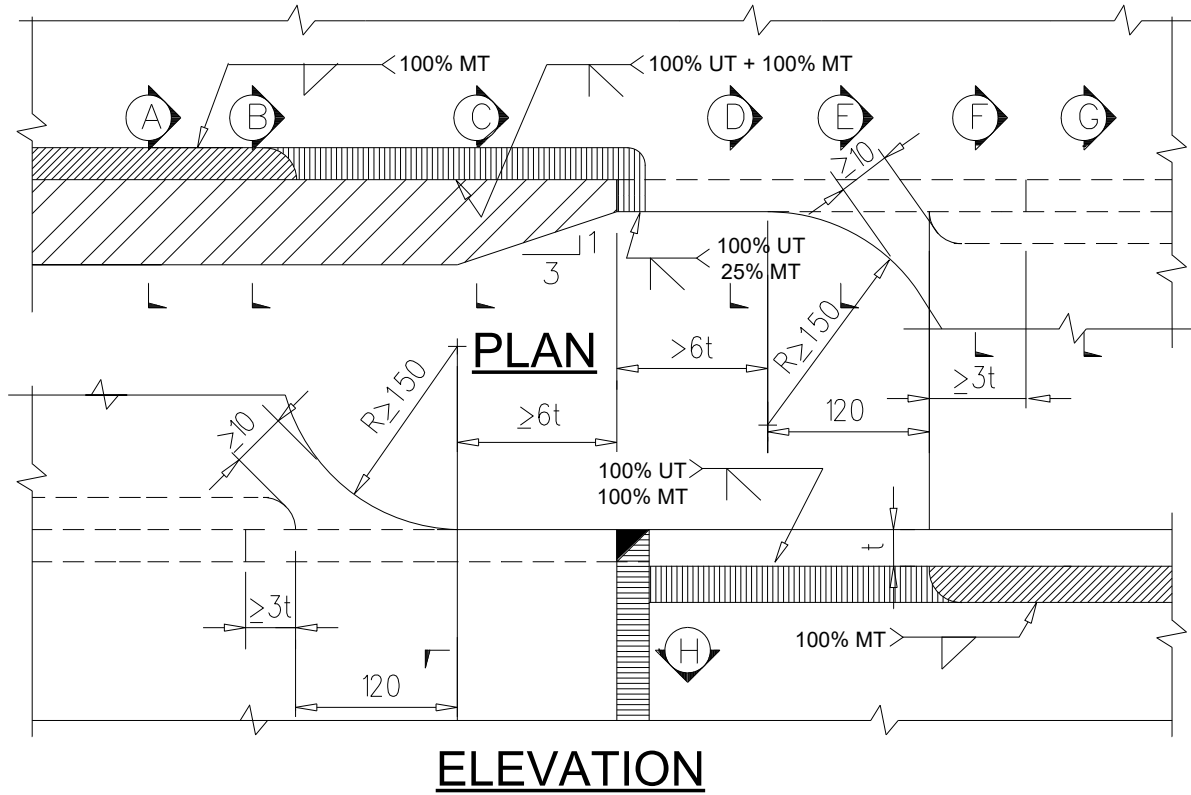 100% MT
100% UT + 100% MT
A
B
C
D
E
F
G
≥10
1
3
100% UT
25% MT
PLAN
>6t
R≥150
≥3t
120
R≥150
≥10
≥6t
100% UT
100% MT
t
≥3t
100% MT
H
120
ELEVATION